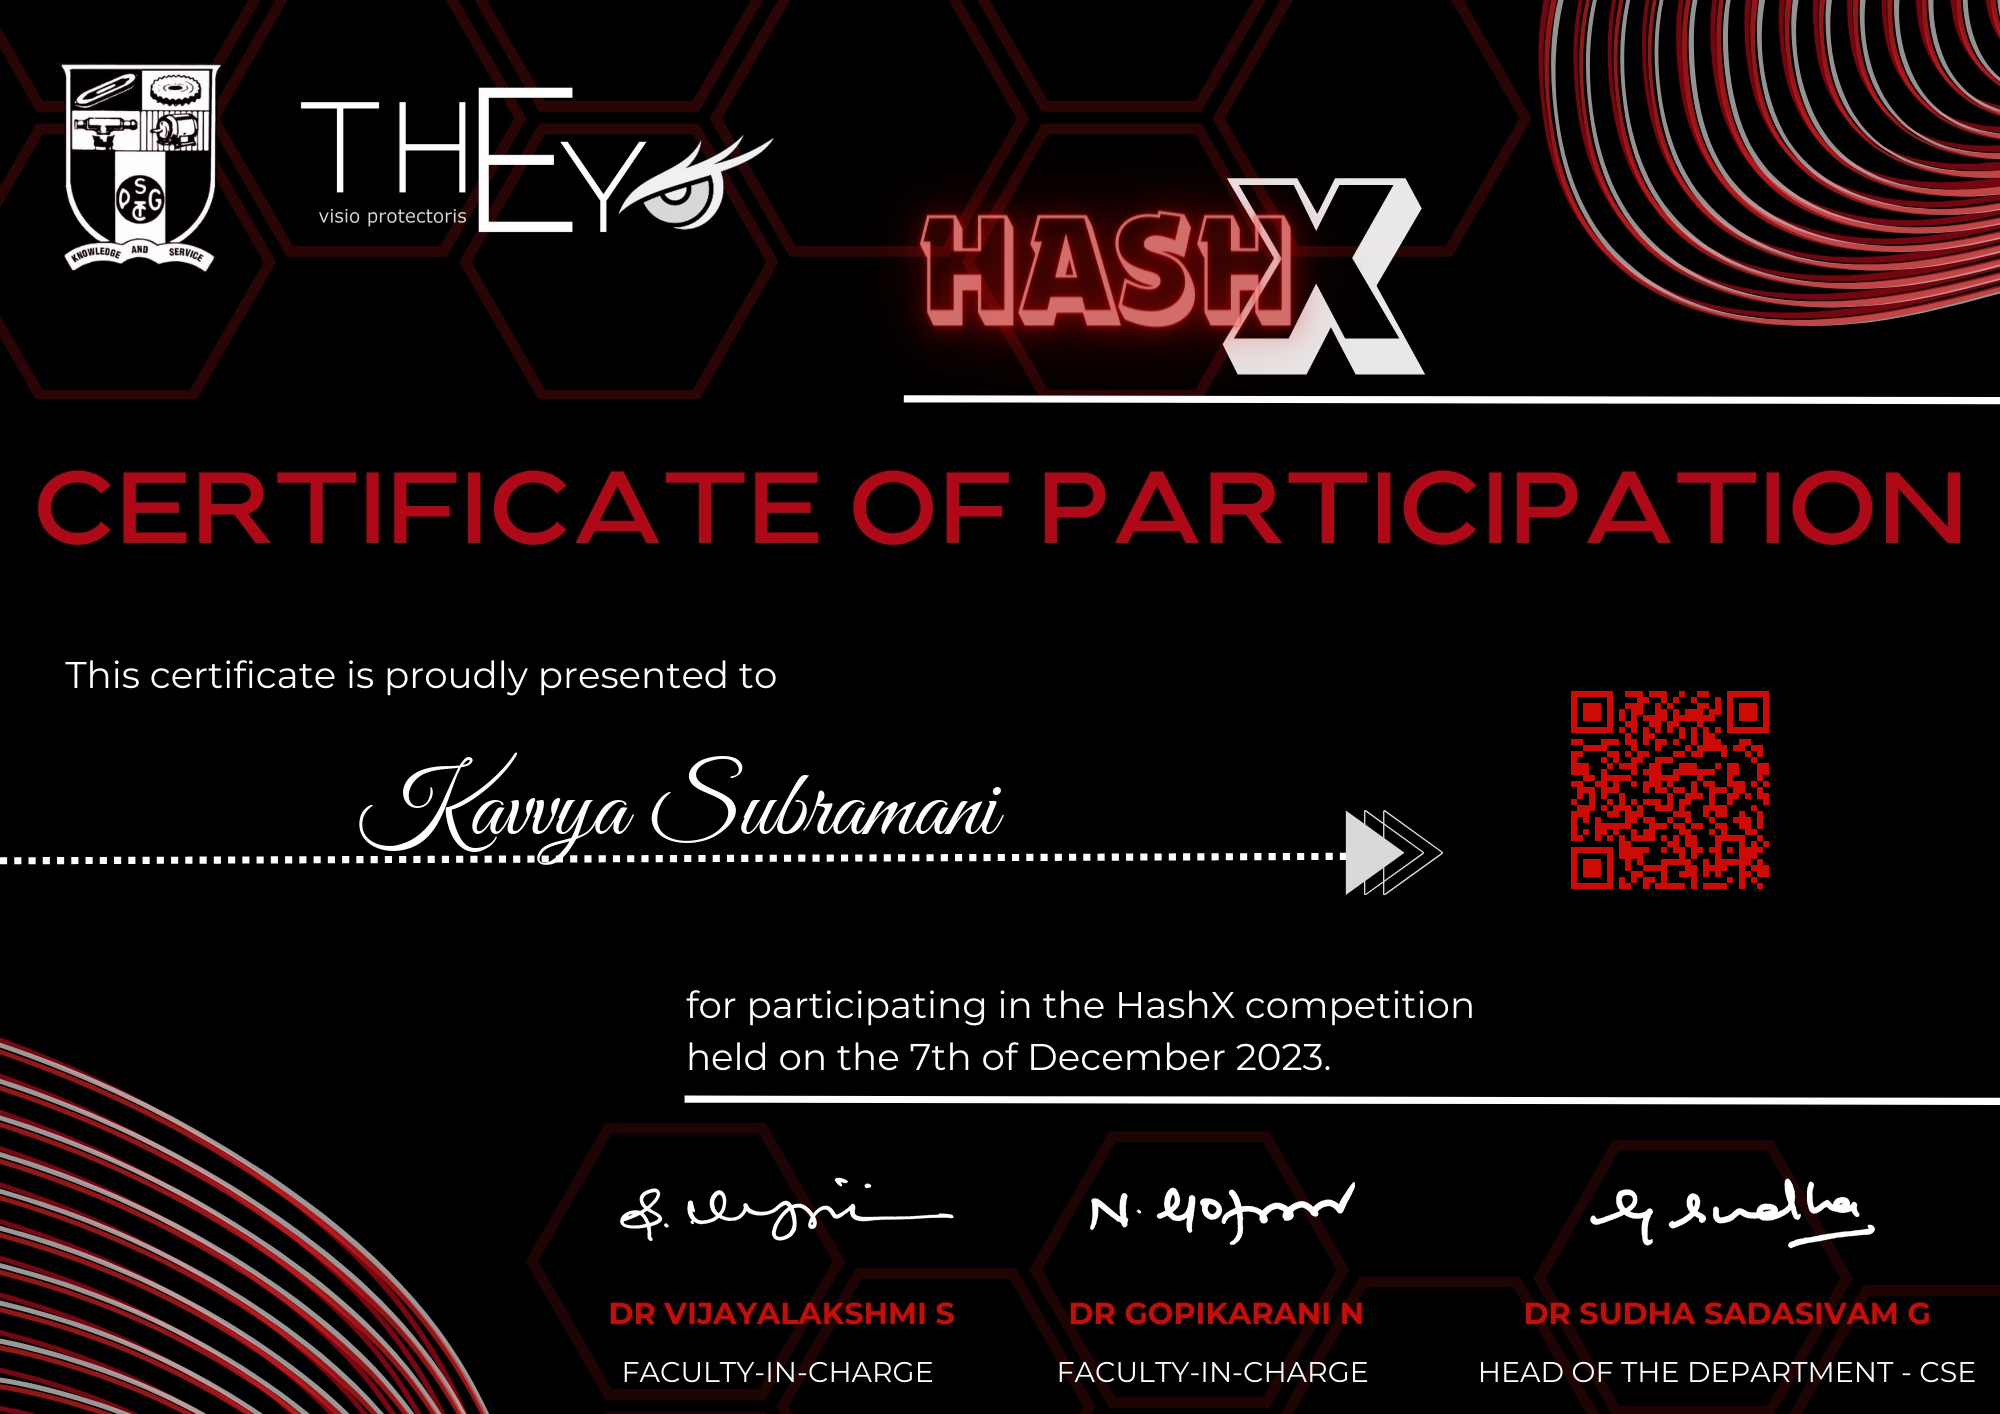 KNOWLEDGE AND SERVICE
THEy
visio protectoris
HASHX
CERTIFICATE OF PARTICIPATION
This certificate is proudly presented to
Kavvya Subramani
for participating in the HashX competition
held on the 7th of December 2023.
G Sudha
DR VIJAYALAKSHMI S DR GOPIKARANI N DR SUDHA SADASIVAM G
FACULTY-IN-CHARGE FACULTY-IN-CHARGE HEAD OF THE DEPARTMENT - CSE